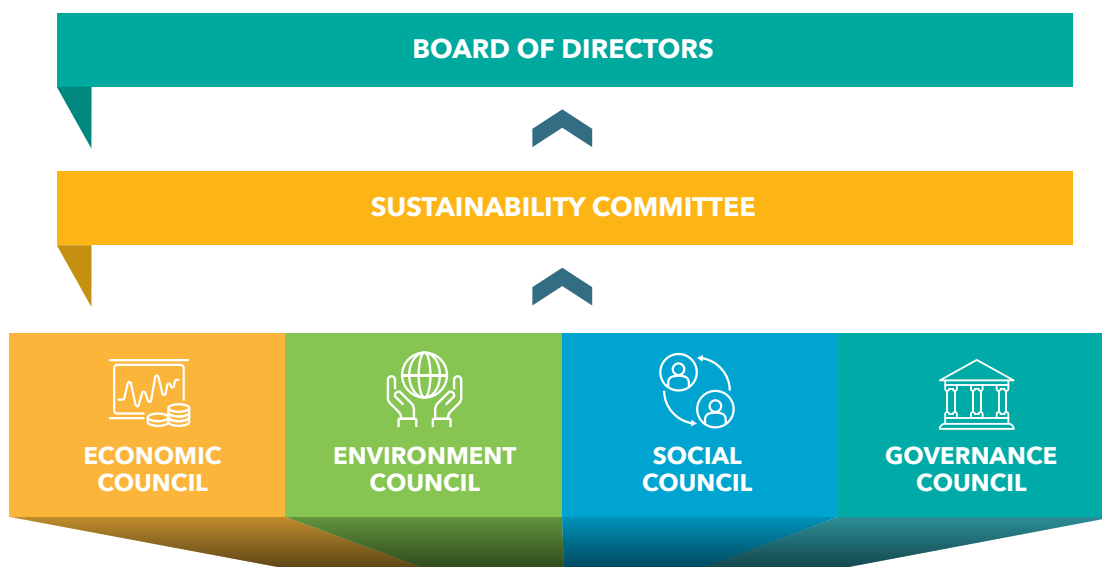 BOARD OF DIRECTORS
SUSTAINABILITY COMMITTEE
ECONOMIC
COUNCIL
ENVIRONMENT
COUNCIL
SOCIAL
COUNCIL
GOVERNANCE
COUNCIL